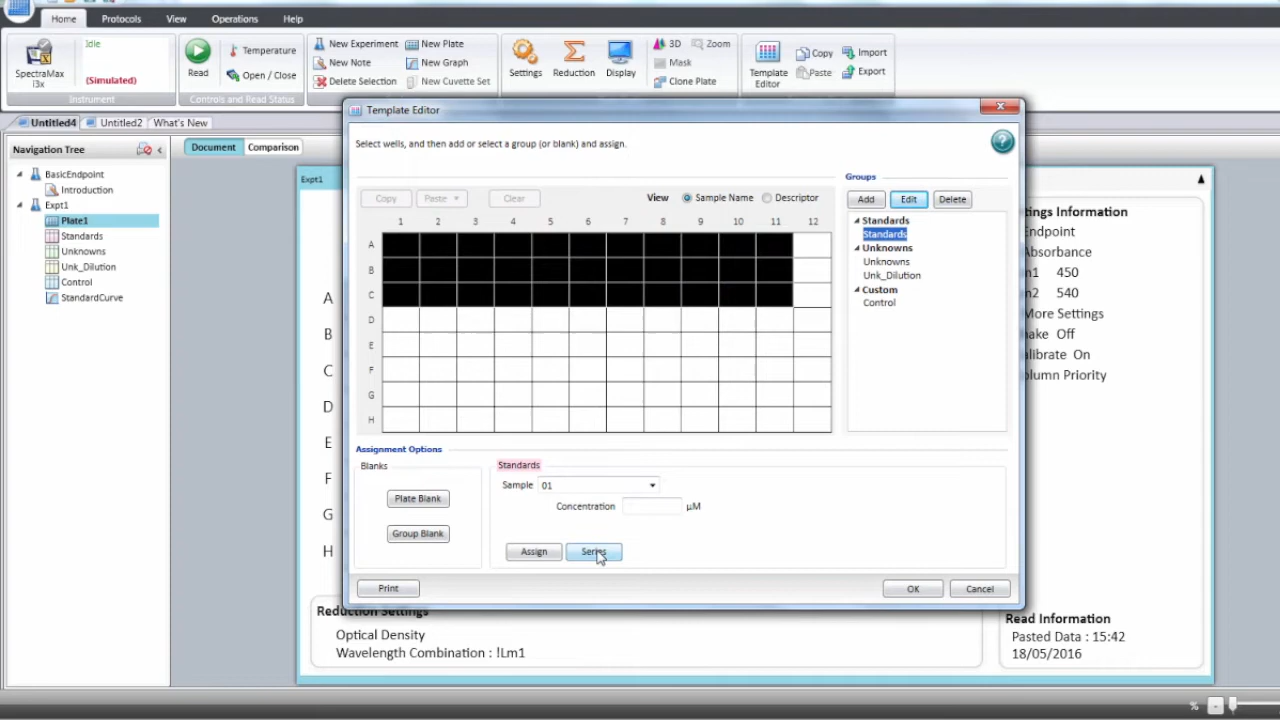 Home Protocols View Operations Help
SpectraMax
i3x
Idle
(Simulated)
Instrument
Read
Temperature
Open / Close
Controls and Read Status
New Experiment
New Note
Delete Selection
New Plate
New Graph
New Cuvette Set
Settings
Reduction
Display
3D
Zoom
Mask
Clone Plate
Template
Editor
Copy
Paste
Import
Export
Untitled4 Untitled2 What's New
Navigation Tree
BasicEndpoint
Introduction
Expt1
Plate1
Standards
Unknowns
Unk_Dilution
Control
StandardCurve
Document Comparison
Expt1
A
B
C
D
E
F
G
H
Template Editor
Select wells, and then add or select a group (or blank) and assign.
Copy Paste Clear View Sample Name Descriptor
1 2 3 4 5 6 7 8 9 10 11 12
A
B
C
D
E
F
G
H
Groups
Add Edit Delete
Standards
Standards
Unknowns
Unknowns
Unk_Dilution
Custom
Control
Assignment Options
Blanks
Plate Blank
Group Blank
Standards
Sample 01
Concentration µM
Assign Series
Print OK Cancel
tings Information
Endpoint
Absorbance
m1 450
m2 540
More Settings
hake Off
alibrate On
olumn Priority
Reduction Settings
Optical Density
Wavelength Combination : !Lm1
Read Information
Pasted Data : 15:42
18/05/2016
%